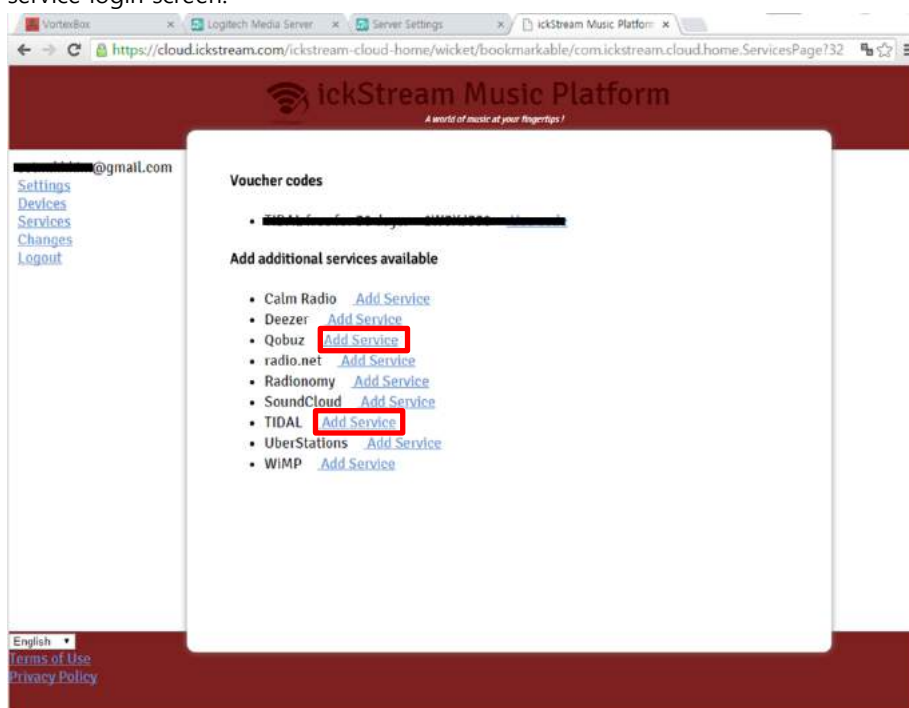 service login screen.
VortexBox
Logitech Media Server
Server Settings
ickStream Music Platform
https://cloud.ickstream.com/ickstream-cloud-home/wicket/bookmarkable/com.ickstream.cloud.home.ServicesPage?32
ickStream Music Platform
A world of music at your fingertips !
@gmail.com
Settings
Devices
Services
Changes
Logout
Voucher codes
Add additional services available
• Calm Radio Add Service
• Deezer Add Service
• Qobuz Add Service
• radio.net Add Service
• Radionomy Add Service
• SoundCloud Add Service
• TIDAL Add Service
• UberStations Add Service
• WiMP Add Service
English
Terms of Use
Privacy Policy